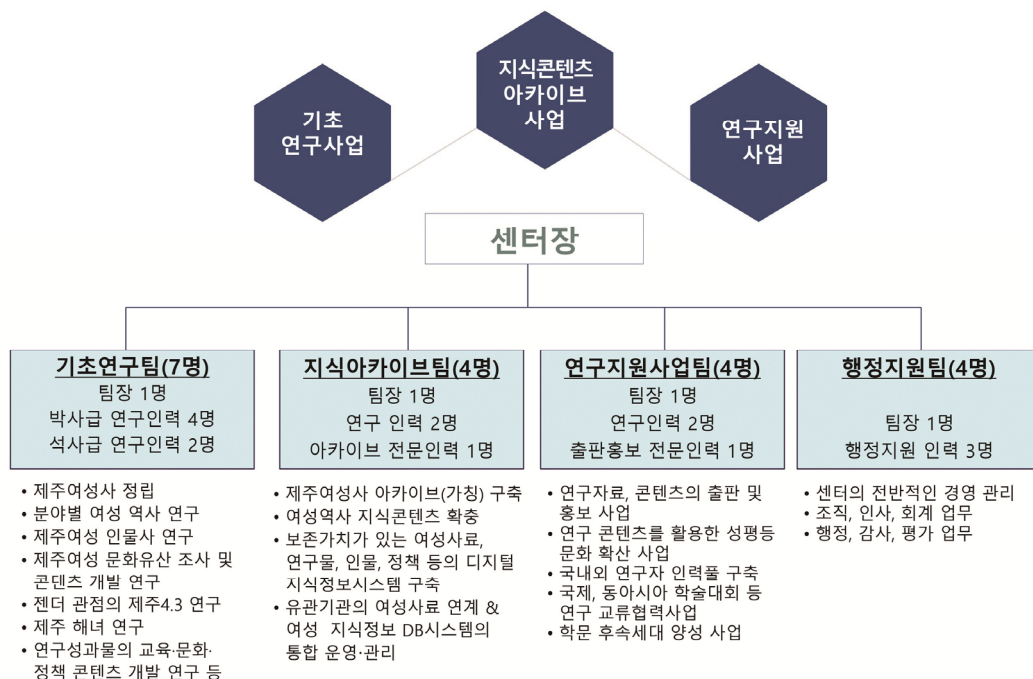 기초
연구사업
지식콘텐츠
아카이브
사업
연구지원
사업
센터장
기초연구팀(7명)
팀장 1명
박사급 연구인력 4명
석사급 연구인력 2명
• 제주여성사 정립
• 분야별 여성 역사 연구
• 제주여성 인물사 연구
• 제주여성 문화유산 조사 및
콘텐츠 개발 연구
• 젠더 관점의 제주4.3 연구
• 제주 해녀 연구
• 연구성과물의 교육·문화·
정책 콘텐츠 개발 연구 등
지식아카이브팀(4명)
팀장 1명
연구 인력 2명
아카이브 전문인력 1명
• 제주여성사 아카이브(가칭) 구축
• 여성역사 지식콘텐츠 확충
• 보존가치가 있는 여성사료,
연구물, 인물, 정책 등의 디지털
지식정보시스템 구축
• 유관기관의 여성사료 연계 &
여성 지식정보 DB시스템의
통합 운영·관리
연구지원사업팀(4명)
팀장 1명
연구인력 2명
출판홍보 전문인력 1명
• 연구자료, 콘텐츠의 출판 및
홍보 사업
• 연구 콘텐츠를 활용한 성평등
문화 확산 사업
• 국내외 연구자 인력풀 구축
• 국제, 동아시아 학술대회 등
연구 교류협력사업
• 학문 후속세대 양성 사업
행정지원팀(4명)
팀장 1명
행정지원 인력 3명
• 센터의 전반적인 경영 관리
• 조직, 인사, 회계 업무
• 행정, 감사, 평가 업무